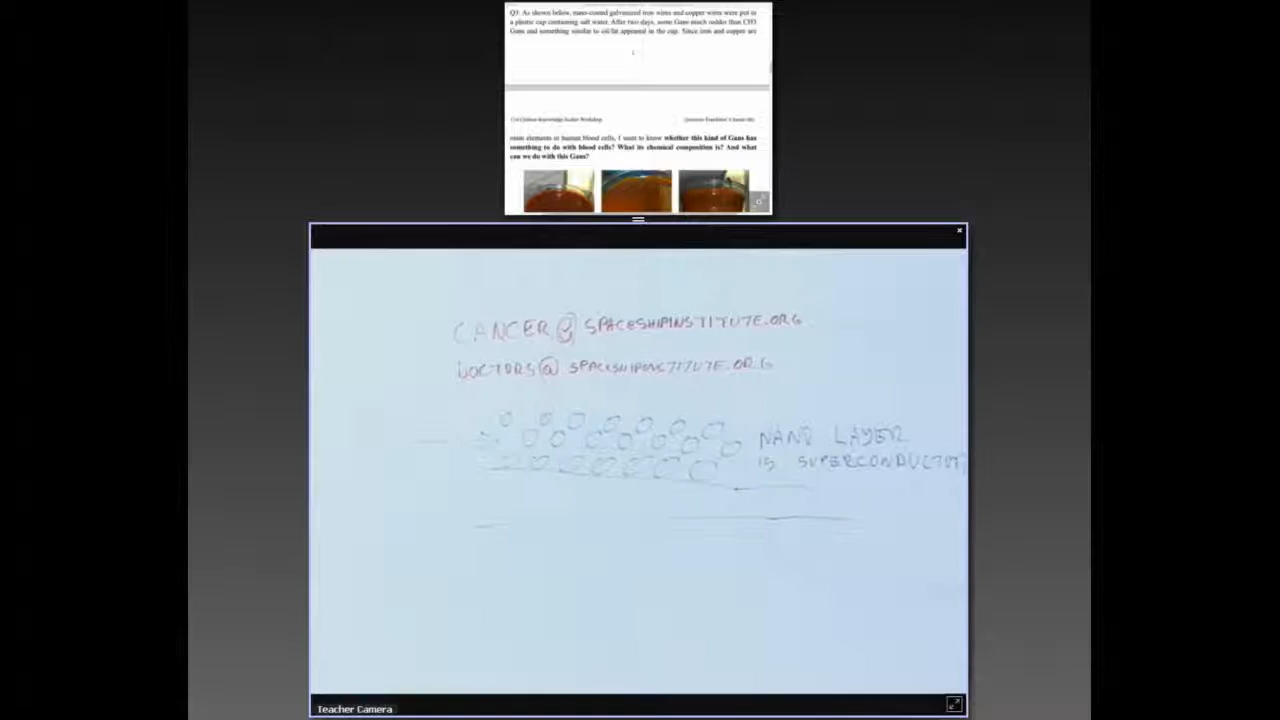 Q3: As shown below, nano-coated galvanized iron wires and copper wires were put in
a plastic cup containing salt water. After two days, some Gans much redder than CH3
Gans and something similar to oil/fat appeared in the cup. Since iron and copper are
main elements in human blood cells, I want to know whether this kind of Gans has
something to do with blood cells? What its chemical composition is? And what
can we do with this Gans?
CANCER@SPACESHIPINSTITUTE.ORG
DOCTORS@SPACESHIPINSTITUTE.ORG
NANO LAYER
IS SUPERCONDUCTOR
Teacher Camera